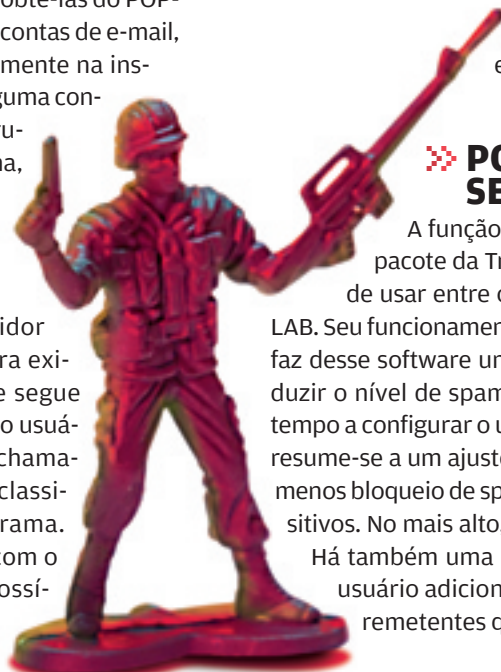 obtê-las do POP-
contas de e-mail,
mente na ins-
guma con-
ru-
na,
idor
ra exi-
e segue
o usuá-
chama-
classi-
rama.
com o
ossí-
e
PO
SE
A função
pacote da Tr
de usar entre o
LAB. Seu funcionamen
faz desse software un
duzir o nível de spam
tempo a configurar o u
resume-se a um ajuste
menos bloqueio de sp
sitivos. No mais alto,
Há também uma
usuário adicion
remetentes q